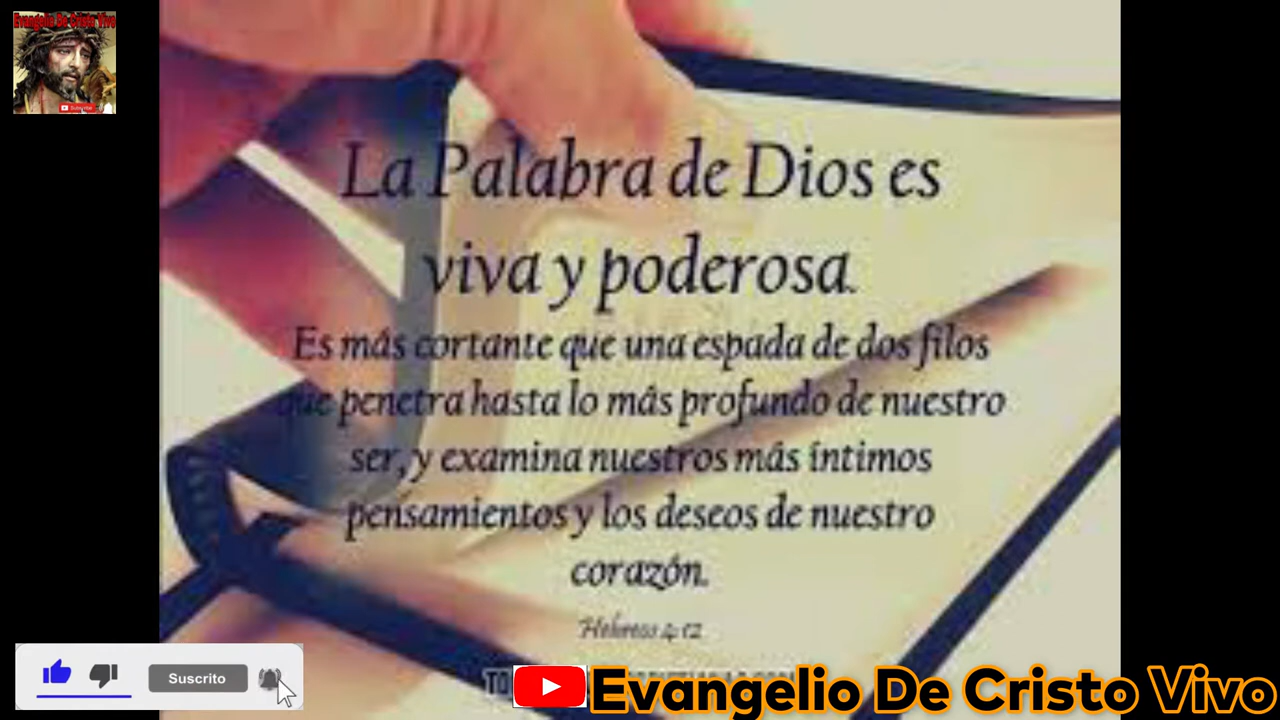 Evangelio De Cristo Vivo
La Palabra de Dios es
viva y poderosa.
Es más cortante que una espada de dos filos
que penetra hasta lo más profundo de nuestro
ser, y examina nuestros más íntimos
pensamientos y los deseos de nuestro
corazón.
Hebreos 4:12
Suscrito
Evangelio De Cristo Vivo